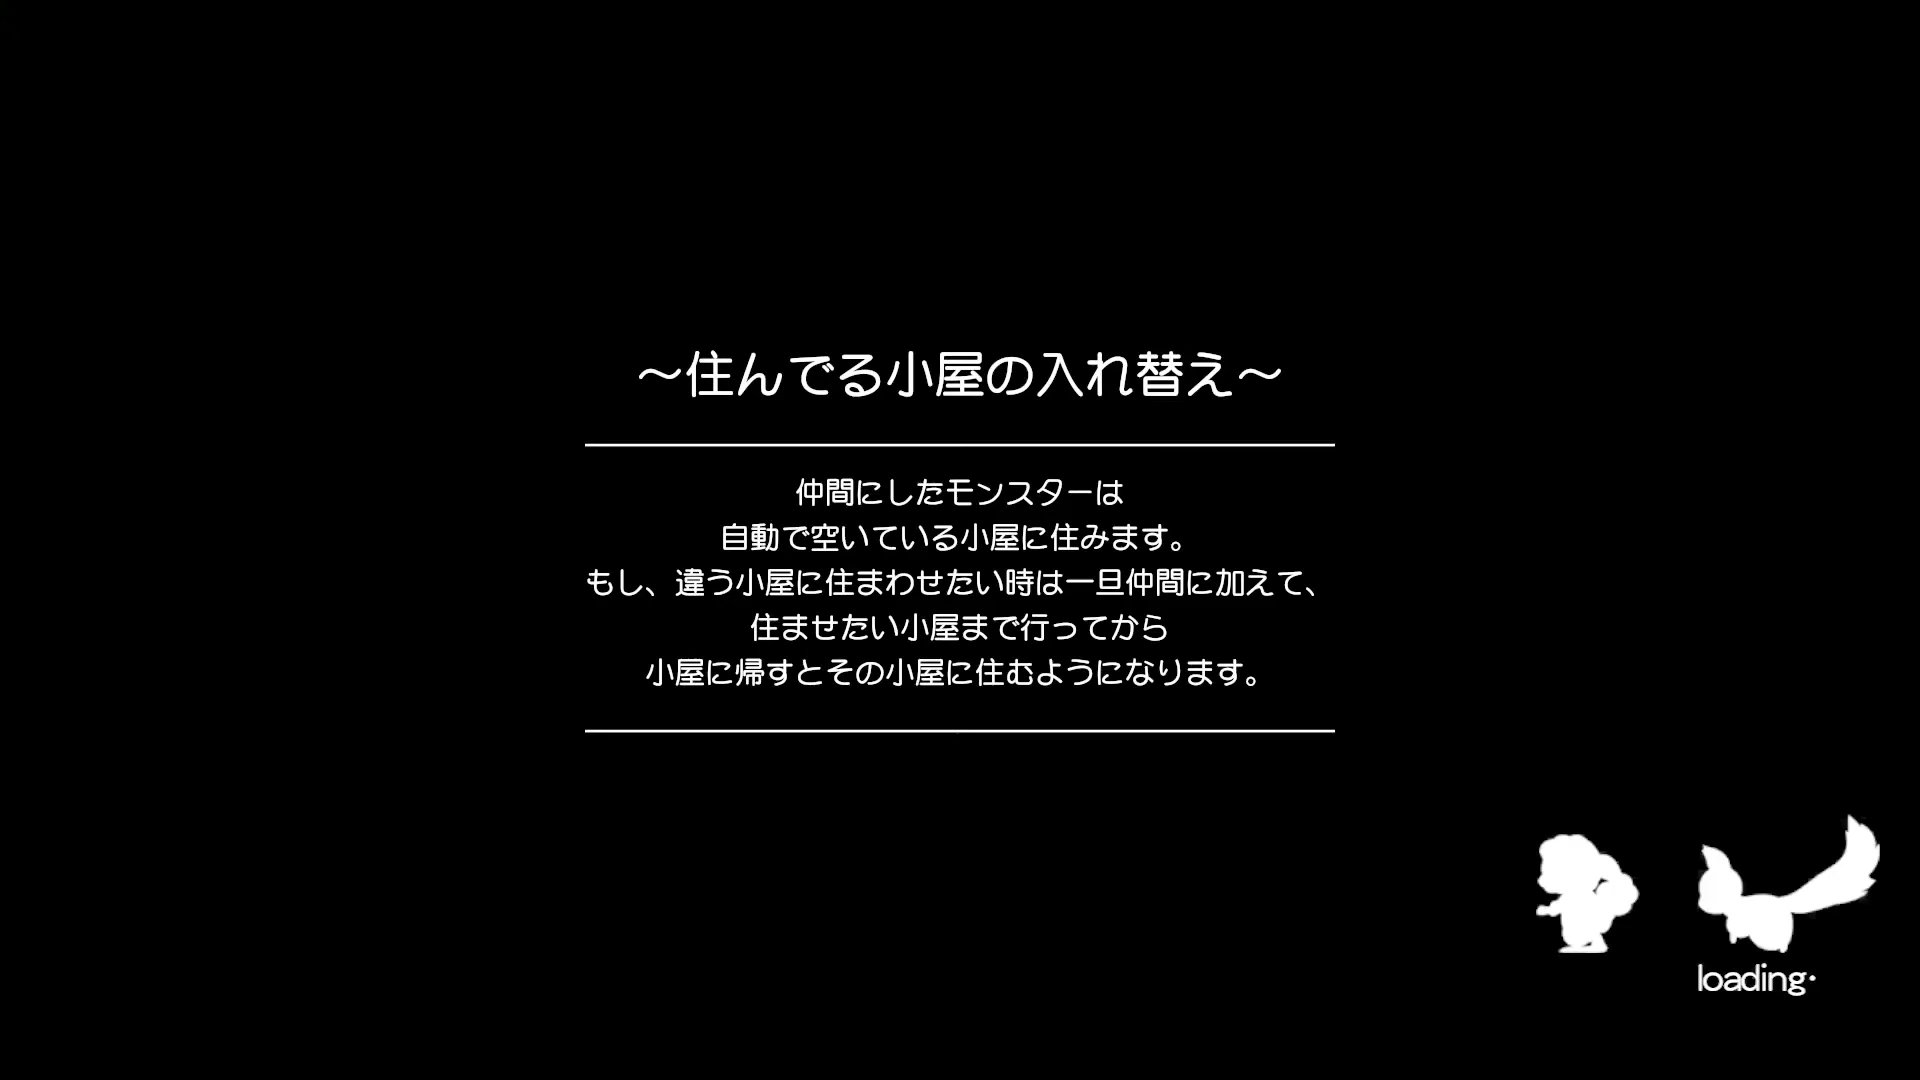 ～住んでる小屋の入れ替え～
仲間にしたモンスターは
自動で空いている小屋に住みます。
もし、違う小屋に住まわせたい時は一旦仲間に加えて、
住ませたい小屋まで行ってから
小屋に帰すとその小屋に住むようになります。
loading·